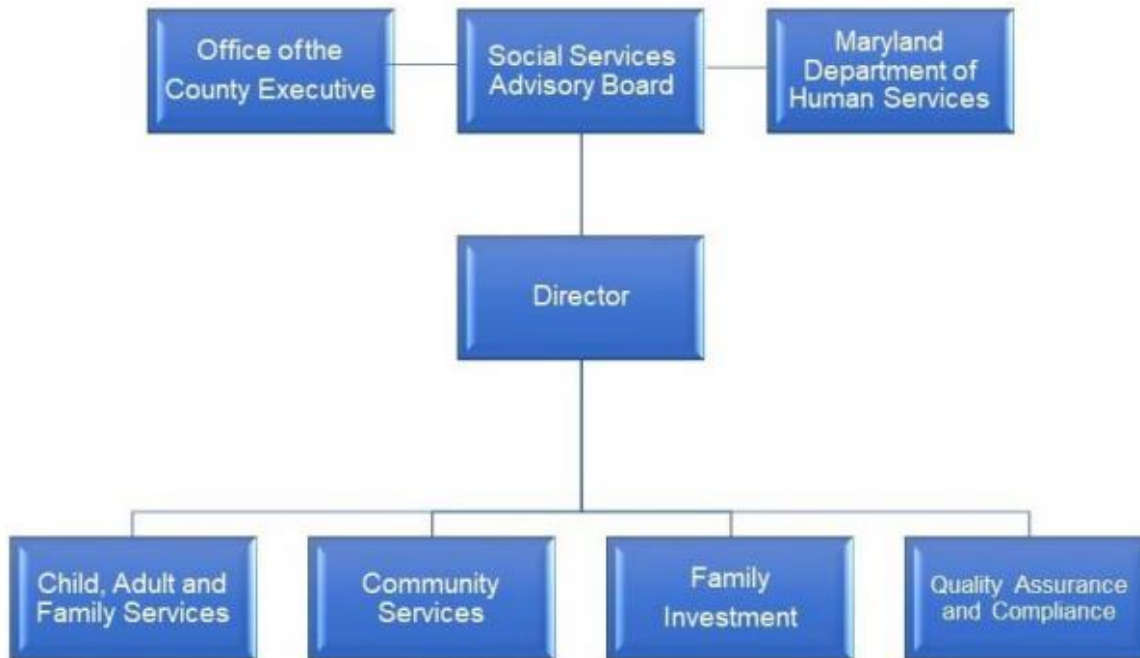 Office of the
County Executive
Social Services
Advisory Board
Maryland
Department of
Human Services
Director
Child, Adult and
Family Services
Community
Services
Family
Investment
Quality Assurance
and Compliance